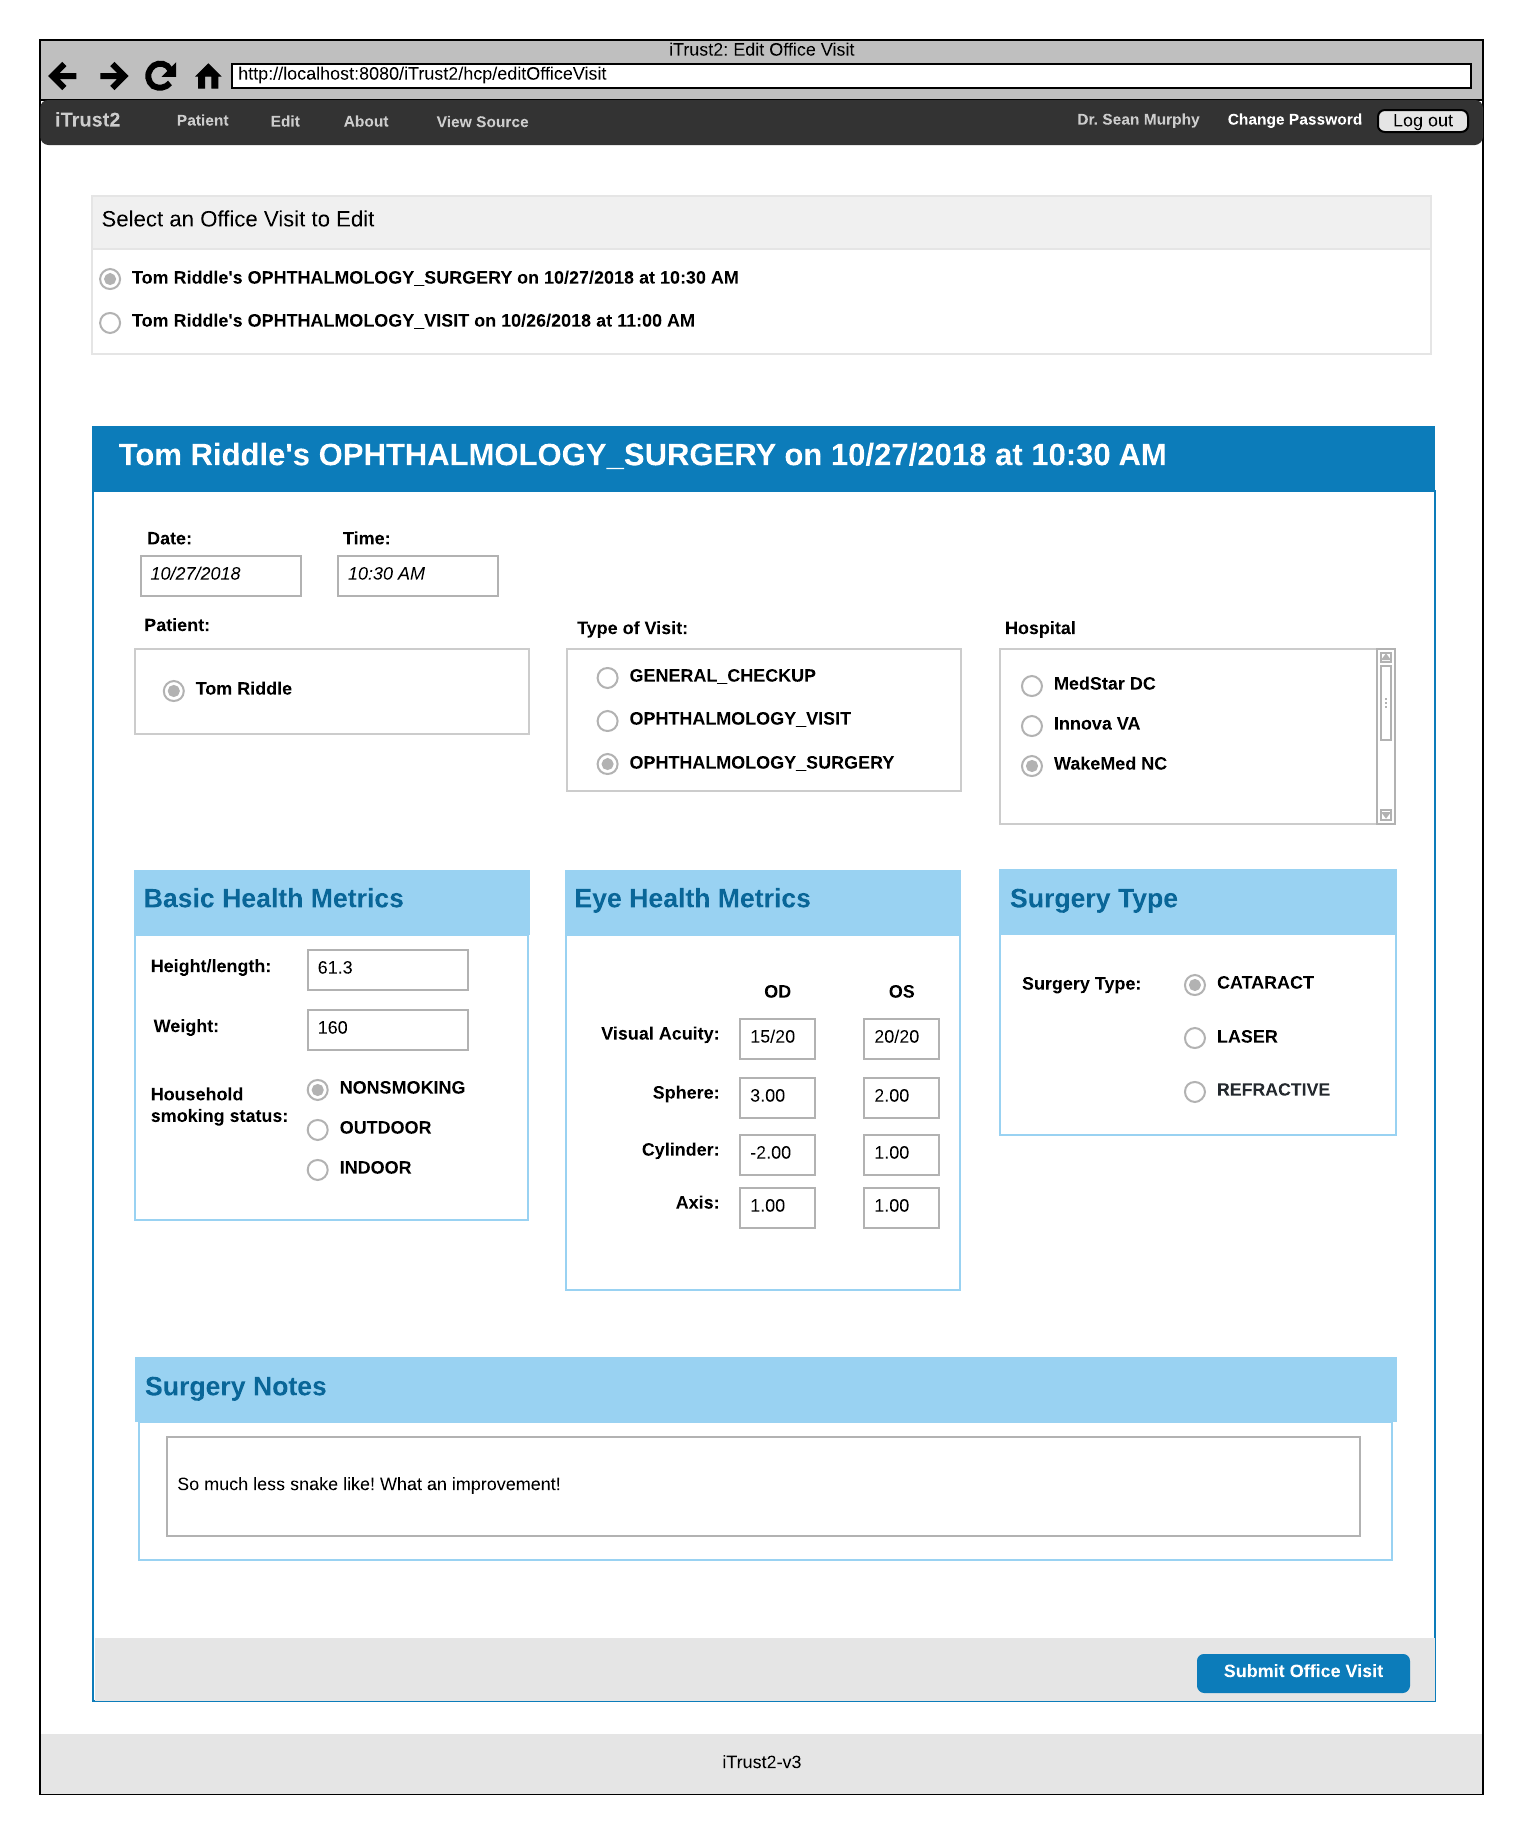 iTrust2: Edit Office Visit
http://localhost:8080/iTrust2/hcp/editOfficeVisit
iTrust2 Patient Edit About View Source Dr. Sean Murphy Change Password Log out
Select an Office Visit to Edit
Tom Riddle's OPHTHALMOLOGY_SURGERY on 10/27/2018 at 10:30 AM
Tom Riddle's OPHTHALMOLOGY_VISIT on 10/26/2018 at 11:00 AM
Tom Riddle's OPHTHALMOLOGY_SURGERY on 10/27/2018 at 10:30 AM
Date: Time:
10/27/2018 10:30 AM
Patient:
Tom Riddle
Type of Visit:
GENERAL_CHECKUP
OPHTHALMOLOGY_VISIT
OPHTHALMOLOGY_SURGERY
Hospital
MedStar DC
Innova VA
WakeMed NC
Basic Health Metrics
Height/length: 61.3
Weight: 160
Household
smoking status:
NONSMOKING
OUTDOOR
INDOOR
Eye Health Metrics
OD OS
Visual Acuity: 15/20 20/20
Sphere: 3.00 2.00
Cylinder: -2.00 1.00
Axis: 1.00 1.00
Surgery Type
Surgery Type: CATARACT
LASER
REFRACTIVE
Surgery Notes
So much less snake like! What an improvement!
Submit Office Visit
iTrust2-v3